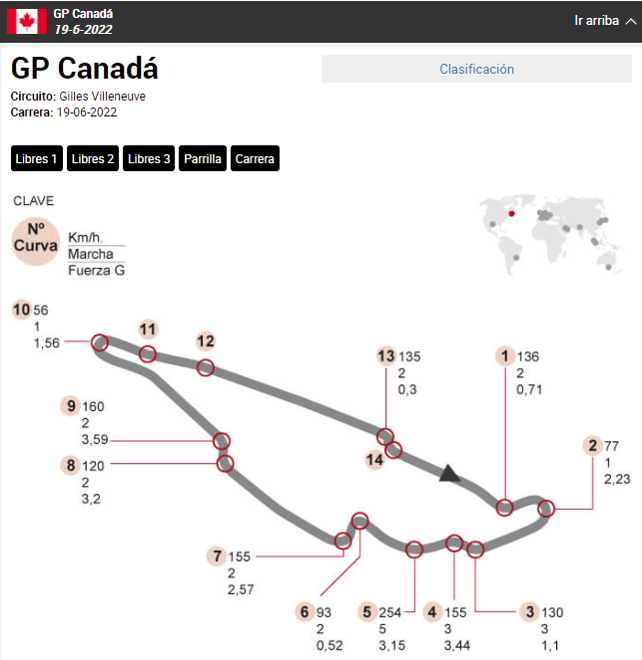 GP Canadá
19-6-2022
Ir arriba
GP Canadá
Clasificación
Circuito: Gilles Villeneuve
Carrera: 19-06-2022
Libres 1
Libres 2
Libres 3
Parrilla
Carrera
CLAVE
Nº
Curva
Km/h.
Marcha
Fuerza G
10 56
1
1,56
11
12
13 135
2
0,3
1 136
2
0,71
14
2 77
1
2,23
9 160
2
3,59
8 120
2
3,2
7 155
2
2,57
6 93
2
0,52
5 254
5
3,15
4 155
3
3,44
3 130
3
1,1